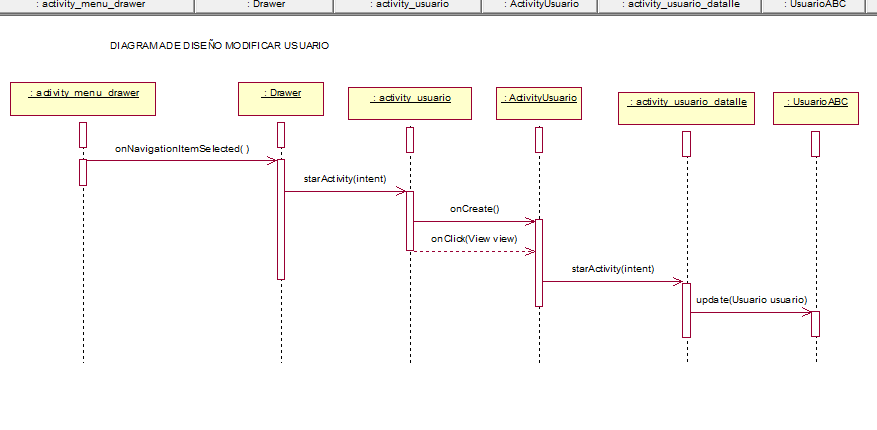 : activity_menu_drawer : Drawer : activity_usuario : ActivityUsuario : activity_usuario_datalle : UsuarioABC
DIAGRAMA DE DISEÑO MODIFICAR USUARIO
: activity_menu_drawer : Drawer : activity_usuario : ActivityUsuario : activity_usuario_datalle : UsuarioABC
onNavigationItemSelected( )
starActivity(intent)
onCreate()
onClick(View view)
starActivity(intent)
update(Usuario usuario)